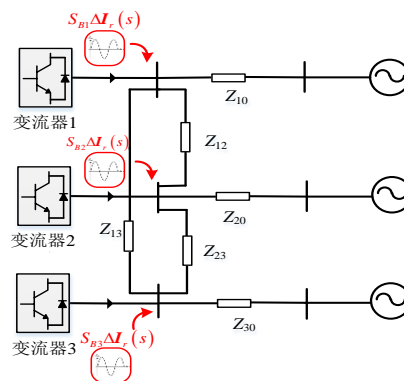 S_{B1}ΔI_r(s)
Z_{10}
变流器1
Z_{12}
S_{B2}ΔI_r(s)
Z_{13}
Z_{20}
变流器2
Z_{23}
Z_{30}
S_{B3}ΔI_r(s)
变流器3